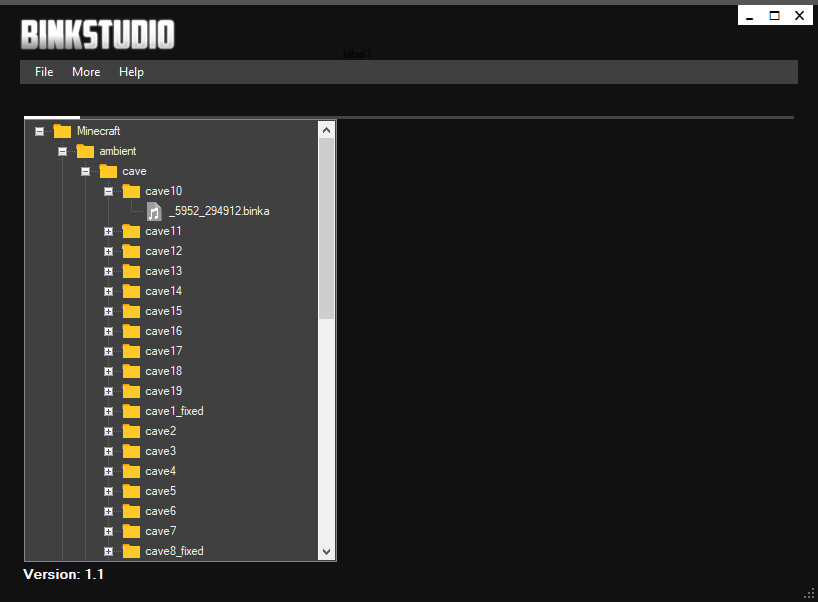 BINKSTUDIO
label1
File More Help
Minecraft
ambient
cave
cave10
_5952_294912.binka
cave11
cave12
cave13
cave14
cave15
cave16
cave17
cave18
cave19
cave1_fixed
cave2
cave3
cave4
cave5
cave6
cave7
cave8_fixed
Version: 1.1